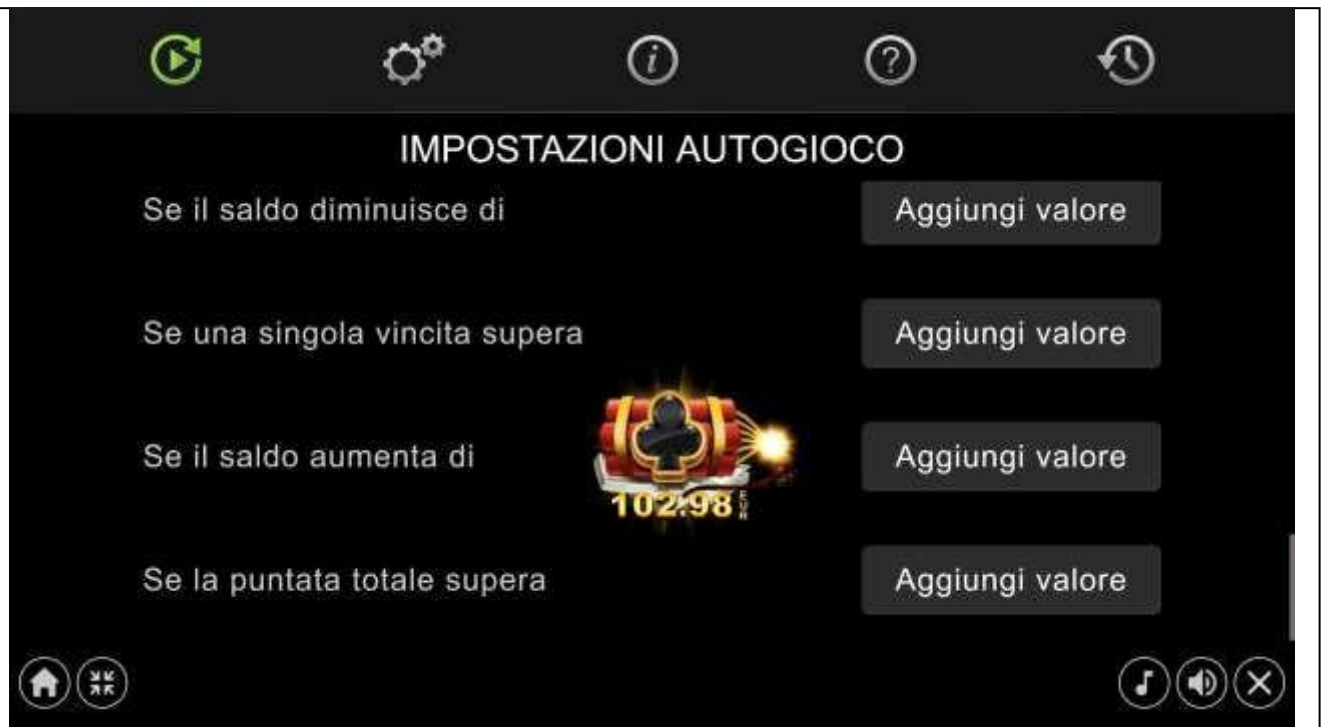 IMPOSTAZIONI AUTOGIOCO
Se il saldo diminuisce di Aggiungi valore
Se una singola vincita supera Aggiungi valore
Se il saldo aumenta di Aggiungi valore
102.98 EUR
Se la puntata totale supera Aggiungi valore